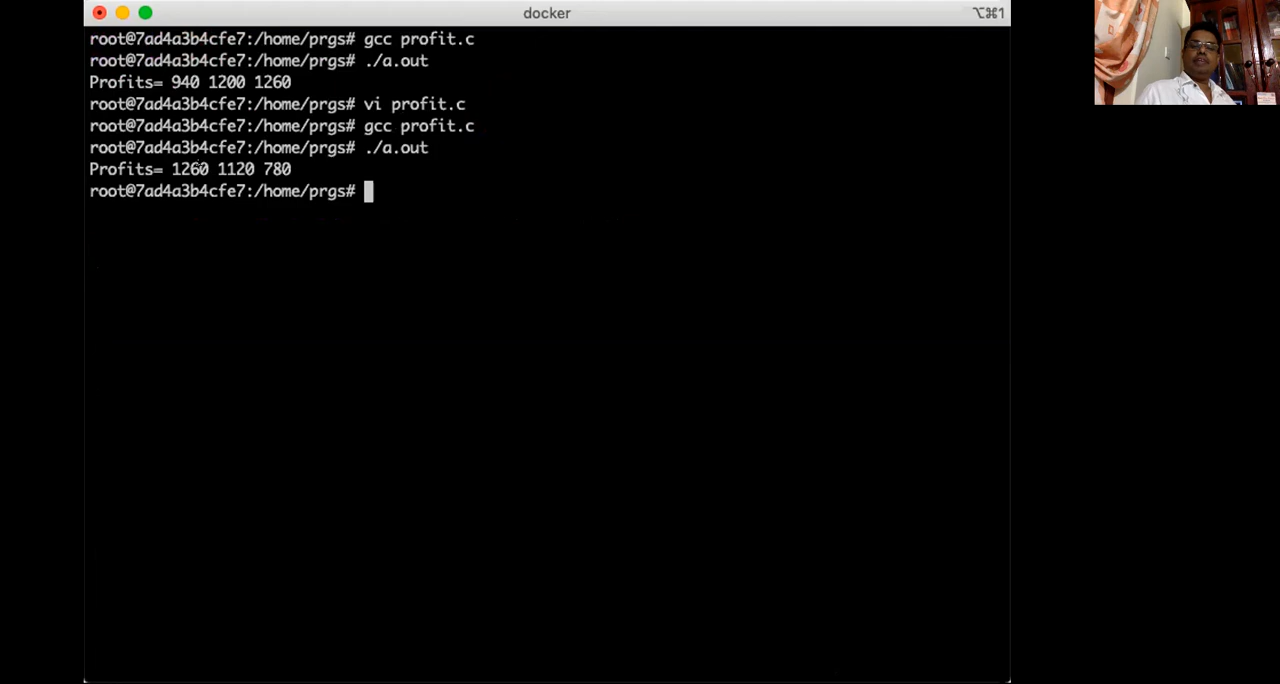 docker
⌥⌘1
root@7ad4a3b4cfe7:/home/prgs# gcc profit.c
root@7ad4a3b4cfe7:/home/prgs# ./a.out
Profits= 940 1200 1260
root@7ad4a3b4cfe7:/home/prgs# vi profit.c
root@7ad4a3b4cfe7:/home/prgs# gcc profit.c
root@7ad4a3b4cfe7:/home/prgs# ./a.out
Profits= 1260 1120 780
root@7ad4a3b4cfe7:/home/prgs#